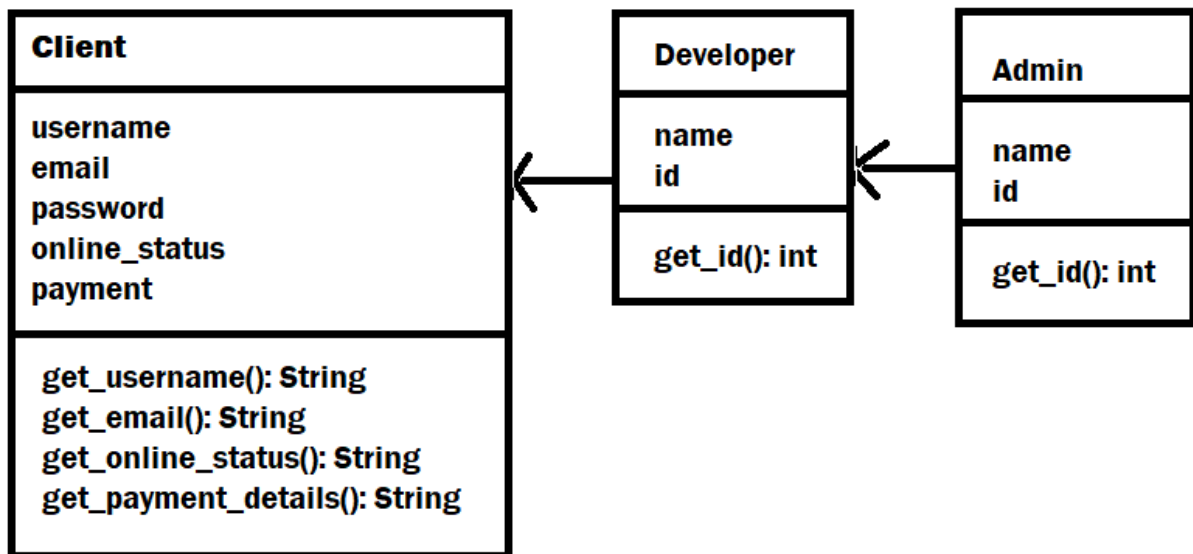 Client
username
email
password
online_status
payment
get_username(): String
get_email(): String
get_online_status(): String
get_payment_details(): String
Developer
name
id
get_id(): int
Admin
name
id
get_id(): int